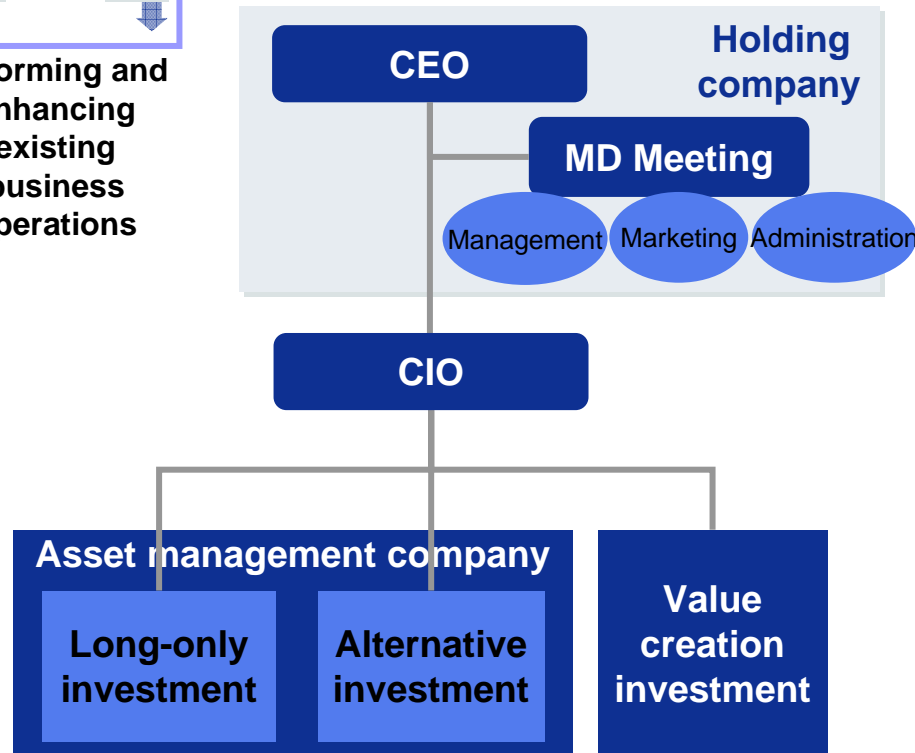 Holding
company
CEO
MD Meeting
Management
Marketing
Administration
existing
CIO
Asset management company
Long-only
investment
Alternative
investment
Value
creation
investment
orming and
nhancing
business
perations